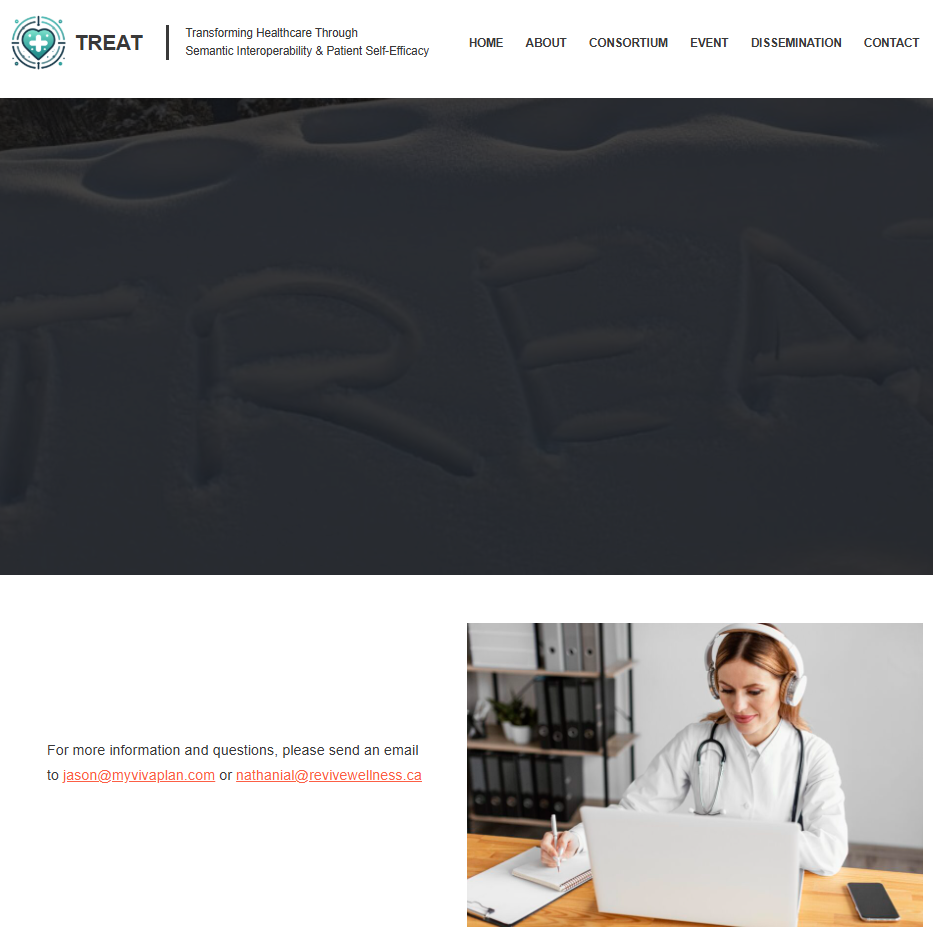 TREAT
Transforming Healthcare Through
Semantic Interoperability & Patient Self-Efficacy
HOME ABOUT CONSORTIUM EVENT DISSEMINATION CONTACT
TREA
For more information and questions, please send an email
to jason@myvivaplan.com or nathanial@revivewellness.ca